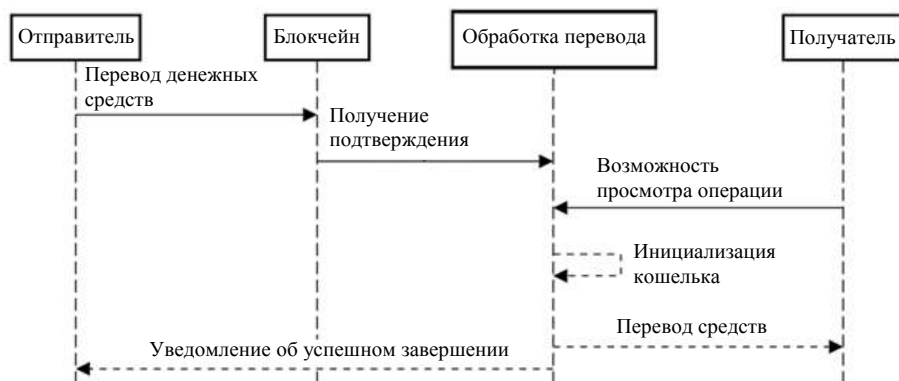 Отправитель
Блокчейн
Обработка перевода
Получатель
Перевод денежных
средств
Получение
подтверждения
Возможность
просмотра операции
Инициализация
кошелька
Перевод средств
Уведомление об успешном завершении